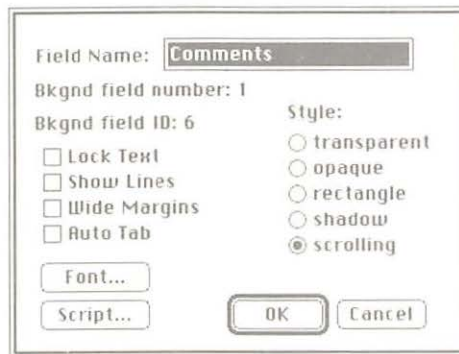 Field Name: Comments
Bkgnd field number: 1
Bkgnd field ID: 6
Lock Text
Show Lines
Wide Margins
Auto Tab
Style:
transparent
opaque
rectangle
shadow
scrolling
Font...
Script...
OK
Cancel